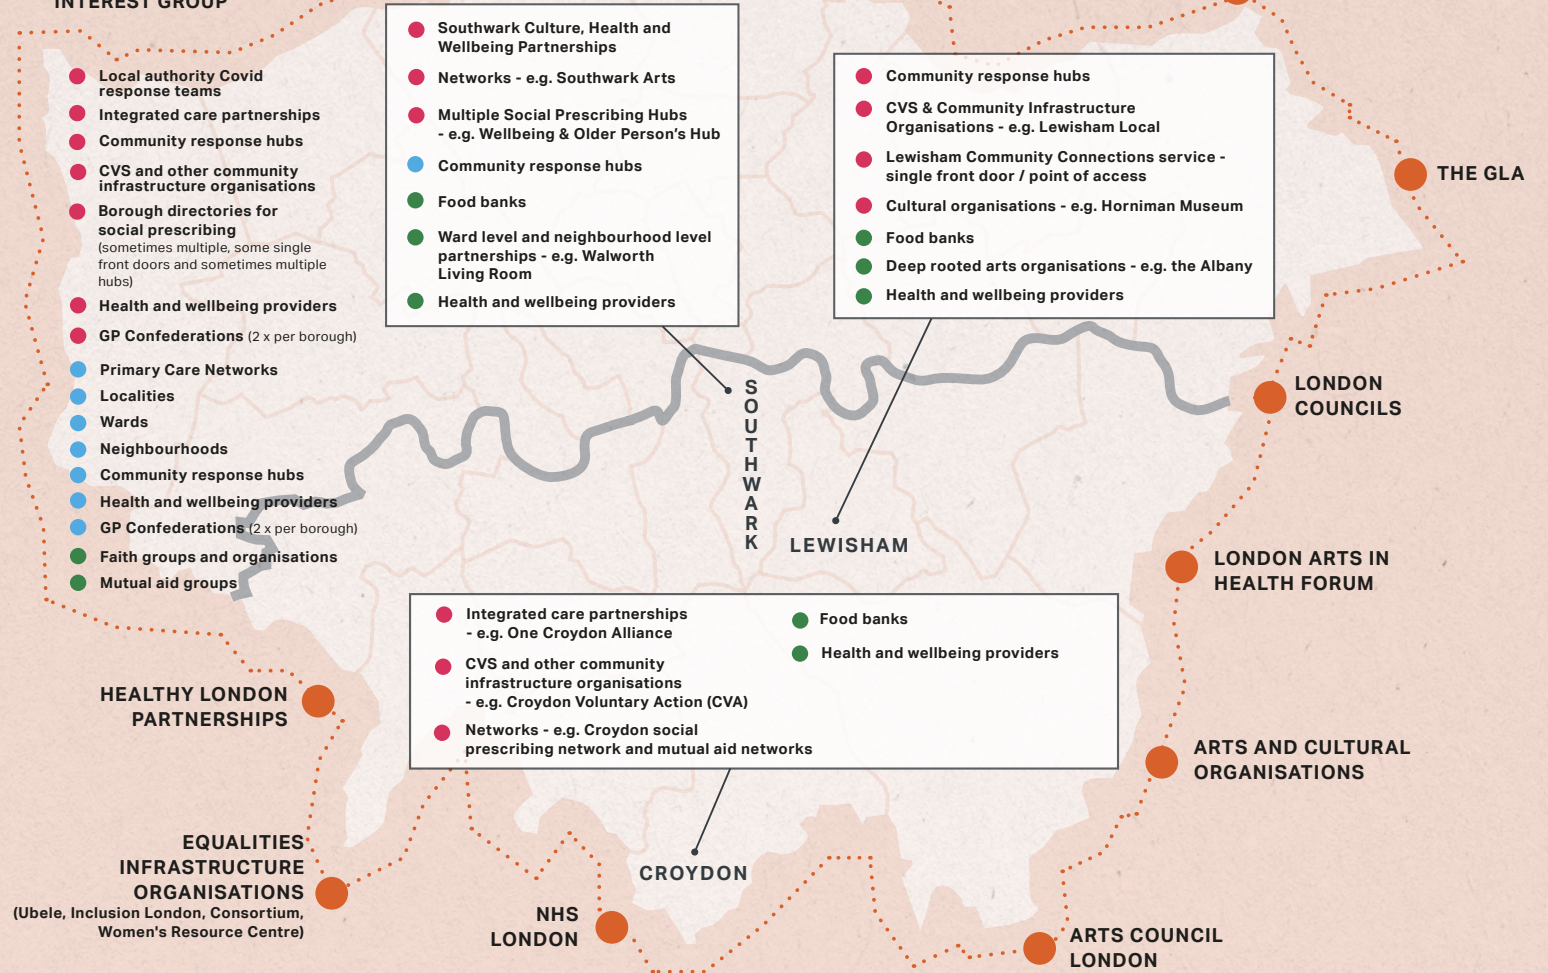 INTEREST GROUP
Local authority Covid
response teams
Integrated care partnerships
Community response hubs
CVS and other community
infrastructure organisations
Borough directories for
social prescribing
(sometimes multiple, some single
front doors and sometimes multiple
hubs)
Health and wellbeing providers
GP Confederations (2 x per borough)
Primary Care Networks
Localities
Wards
Neighbourhoods
Community response hubs
Health and wellbeing providers
GP Confederations (2 x per borough)
Faith groups and organisations
Mutual aid groups
Southwark Culture, Health and
Wellbeing Partnerships
Networks - e.g. Southwark Arts
Multiple Social Prescribing Hubs
- e.g. Wellbeing & Older Person's Hub
Community response hubs
Food banks
Ward level and neighbourhood level
partnerships - e.g. Walworth
Living Room
Health and wellbeing providers
Community response hubs
CVS & Community Infrastructure
Organisations - e.g. Lewisham Local
Lewisham Community Connections service -
single front door / point of access
Cultural organisations - e.g. Horniman Museum
Food banks
Deep rooted arts organisations - e.g. the Albany
Health and wellbeing providers
THE GLA
LONDON
COUNCILS
SOUTHWARK
LEWISHAM
LONDON ARTS IN
HEALTH FORUM
Integrated care partnerships
- e.g. One Croydon Alliance
CVS and other community
infrastructure organisations
- e.g. Croydon Voluntary Action (CVA)
Networks - e.g. Croydon social
prescribing network and mutual aid networks
Food banks
Health and wellbeing providers
HEALTHY LONDON
PARTNERSHIPS
ARTS AND CULTURAL
ORGANISATIONS
EQUALITIES
INFRASTRUCTURE
ORGANISATIONS
(Ubele, Inclusion London, Consortium,
Women's Resource Centre)
CROYDON
NHS
LONDON
ARTS COUNCIL
LONDON